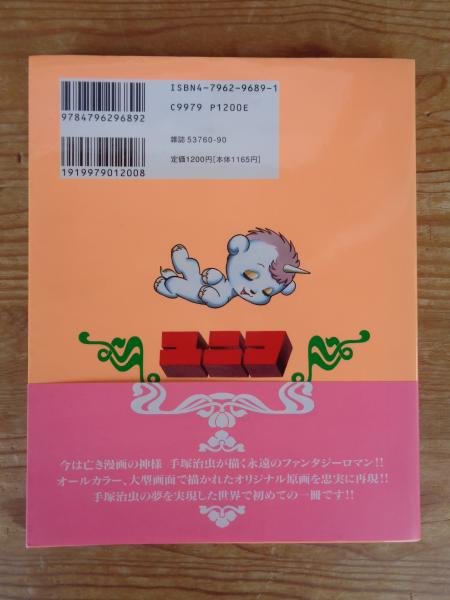 ISBN4-7962-9689-1
C9979 P1200E
9784796296892
雑誌 53760-90
定価1200円[本体1165円]
1919979012008
ユニコ
今は亡き漫画の神様 手塚治虫が描く永遠のファンタジーロマン!!
オールカラー、大型画面で描かれたオリジナル原画を忠実に再現!!
手塚治虫の夢を実現した世界で初めての一冊です!!